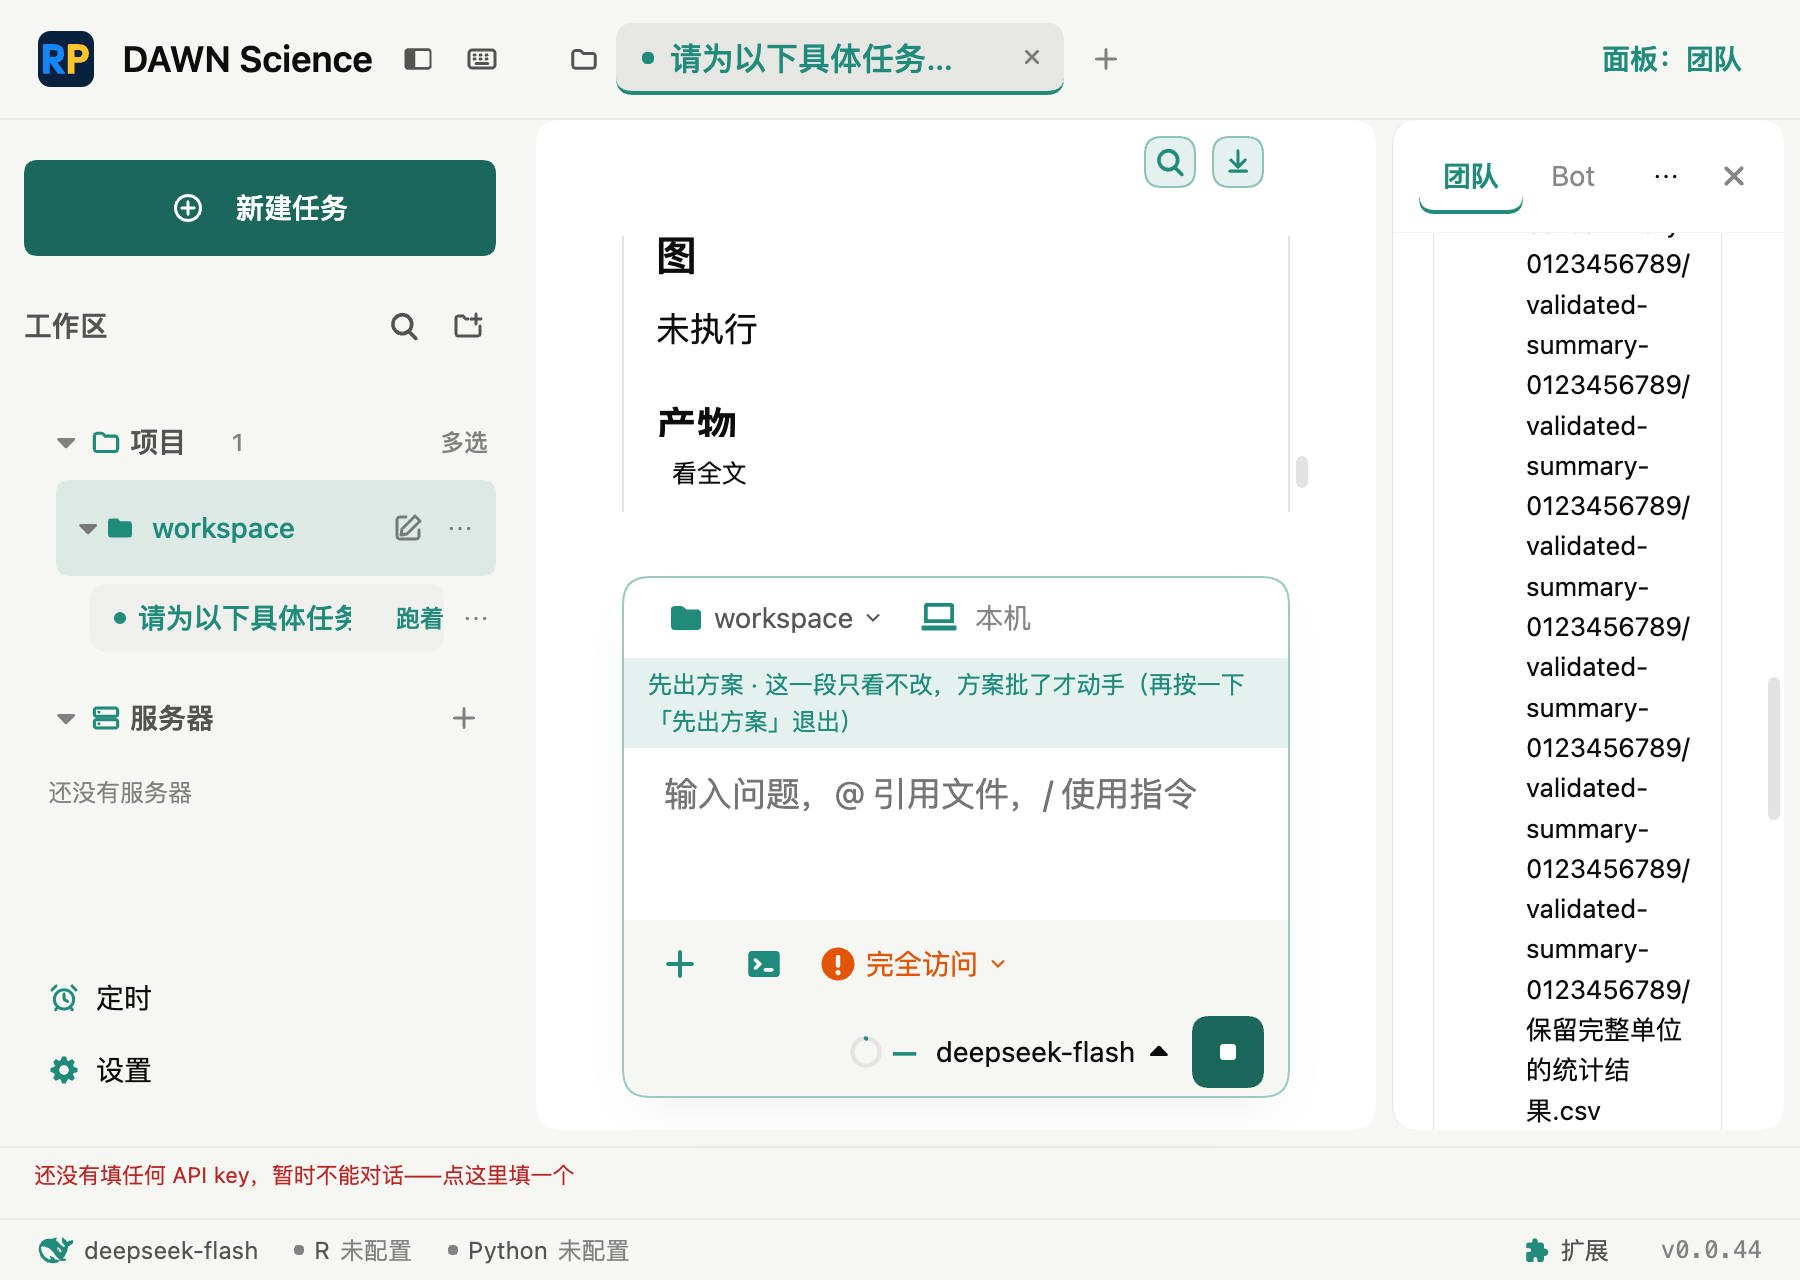 RP DAWN Science
请为以下具体任务...
面板：团队
新建任务
工作区
项目 1 多选
workspace
请为以下具体任务 跑着
服务器
还没有服务器
定时
设置
图
未执行
产物
看全文
workspace 本机
先出方案 · 这一段只看不改，方案批了才动手（再按一下
「先出方案」退出）
输入问题，@ 引用文件，/ 使用指令
完全访问
deepseek-flash
团队 Bot
0123456789/
validated-
summary-
0123456789/
validated-
summary-
0123456789/
validated-
summary-
0123456789/
validated-
summary-
0123456789/
validated-
summary-
0123456789/
validated-
summary-
0123456789/
validated-
summary-
0123456789/
保留完整单位
的统计结
果.csv
还没有填任何 API key，暂时不能对话——点这里填一个
deepseek-flash R 未配置 Python 未配置
扩展 v0.0.44